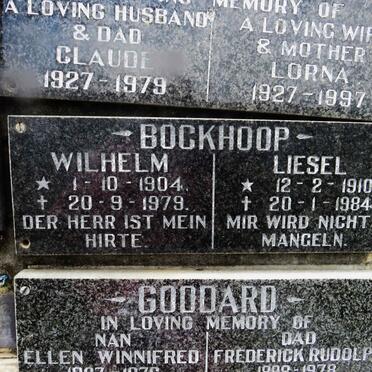 MEMORY OF
A LOVING HUSBAND
& DAD
CLAUDE
1927-1979
A LOVING
& MOTHER
LORNA
1927-1997
BOCKHOOP
WILHELM
★ 1-10-1904.
✝ 20-9-1979.
DER HERR IST MEIN
HIRTE.
LIESEL
★ 12-2-1910
✝ 20-1-1984
MIR WIRD NICHT
MANGELN.
GODDARD
IN LOVING MEMORY OF
NAN
ELLEN WINNIFRED
DAD
FREDERICK RUDOLP